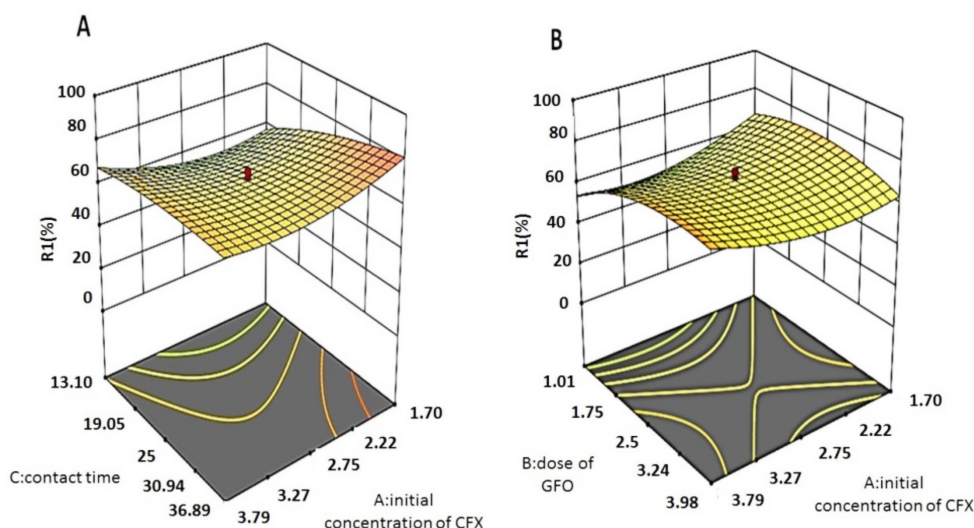 A
100
80
60
40
20
0
R1(%)
13.10
19.05
25
30.94
36.89
C:contact time
3.79
3.27
2.75
2.22
1.70
A:initial
concentration of CFX
B
100
80
60
40
20
0
R1(%)
1.01
1.75
2.5
3.24
3.98
B:dose of
GFO
3.79
3.27
2.75
2.22
1.70
A:initial
concentration of CFX